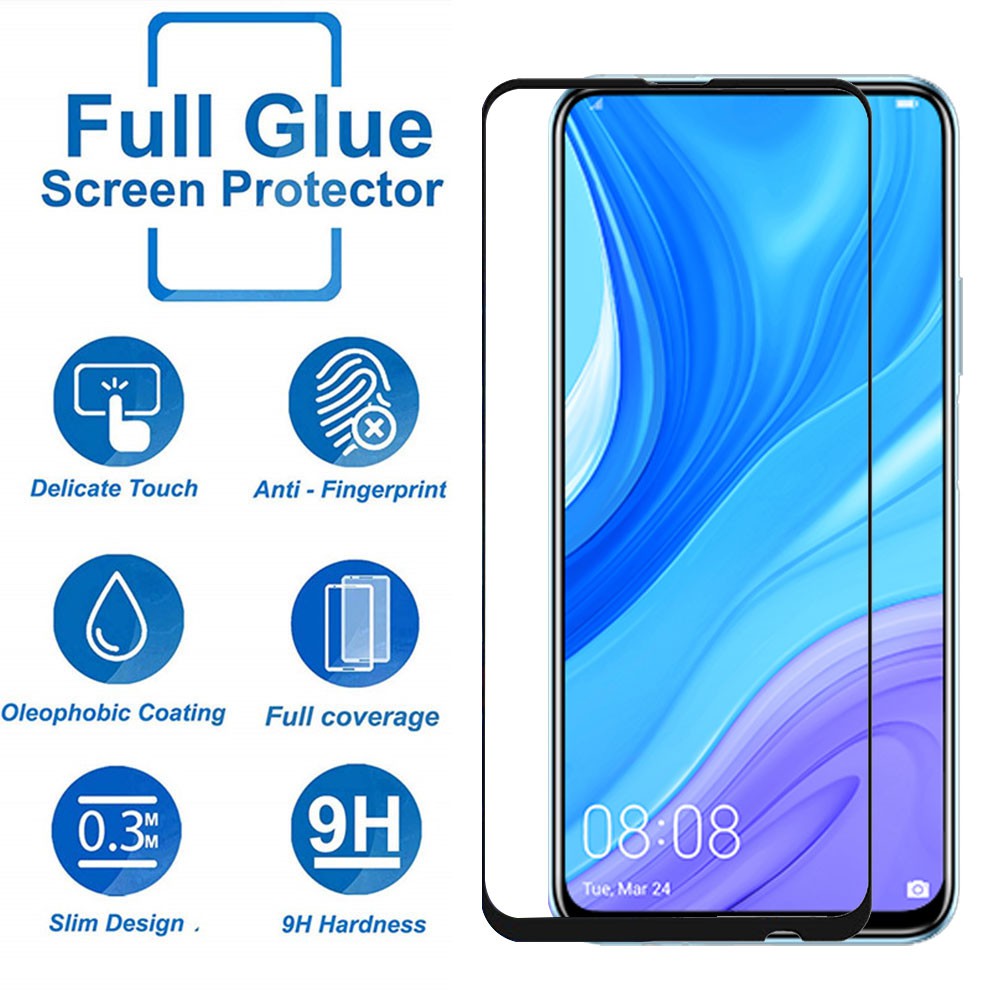 Full Glue
Screen Protector
Delicate Touch
Anti - Fingerprint
Oleophobic Coating
Full coverage
0.3MM
Slim Design .
9H
9H Hardness
08:08
Tue, Mar 24